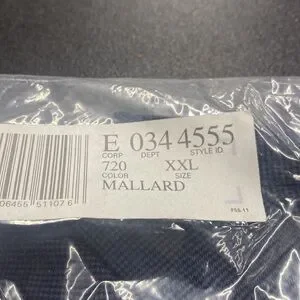 E 034 4555
CORP DEPT STYLE ID
720 XXL
COLOR SIZE
MALLARD
06455 51107 6